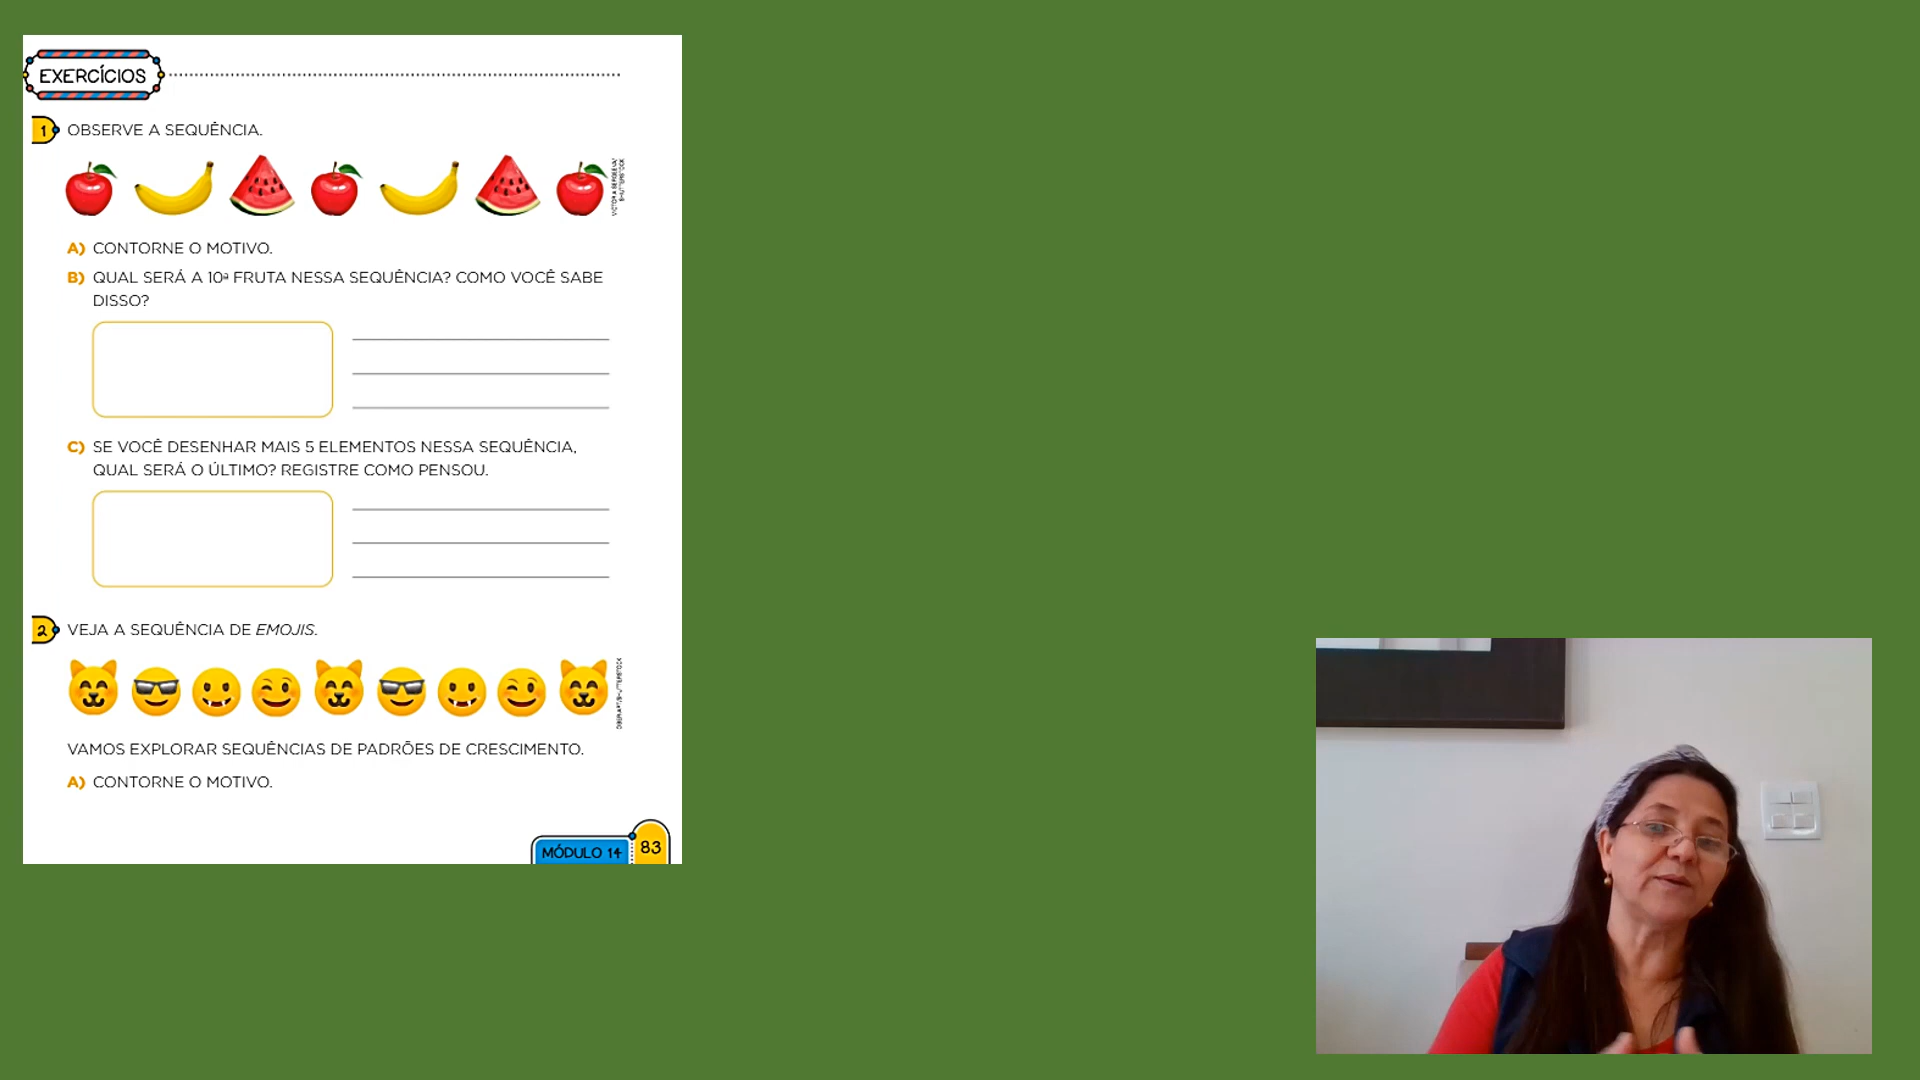 EXERCÍCIOS
1 OBSERVE A SEQUÊNCIA.
A) CONTORNE O MOTIVO.
B) QUAL SERÁ A 10ª FRUTA NESSA SEQUÊNCIA? COMO VOCÊ SABE
DISSO?
C) SE VOCÊ DESENHAR MAIS 5 ELEMENTOS NESSA SEQUÊNCIA,
QUAL SERÁ O ÚLTIMO? REGISTRE COMO PENSOU.
2 VEJA A SEQUÊNCIA DE EMOJIS.
VAMOS EXPLORAR SEQUÊNCIAS DE PADRÕES DE CRESCIMENTO.
A) CONTORNE O MOTIVO.
MÓDULO 14 83